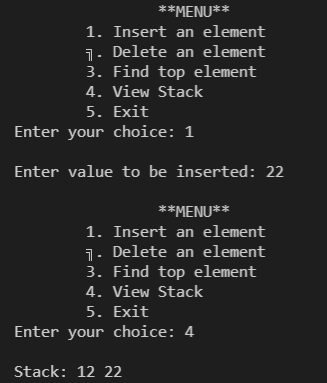 **MENU**
1. Insert an element
╗. Delete an element
3. Find top element
4. View Stack
5. Exit
Enter your choice: 1
Enter value to be inserted: 22
**MENU**
1. Insert an element
╗. Delete an element
3. Find top element
4. View Stack
5. Exit
Enter your choice: 4
Stack: 12 22